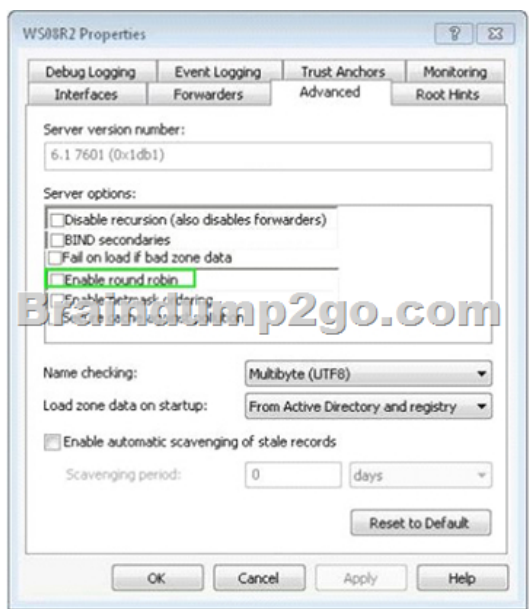 WS08R2 Properties
Debug Logging
Event Logging
Trust Anchors
Monitoring
Interfaces
Forwarders
Advanced
Root Hints
Server version number:
6.1 7601 (0x1db1)
Server options:
Disable recursion (also disables forwarders)
BIND secondaries
Fail on load if bad zone data
Enable round robin
Enable netmask ordering
Braindump2go.com
Name checking:
Multibyte (UTF8)
Load zone data on startup:
From Active Directory and registry
Enable automatic scavenging of stale records
Scavenging period:
0
days
Reset to Default
OK
Cancel
Apply
Help